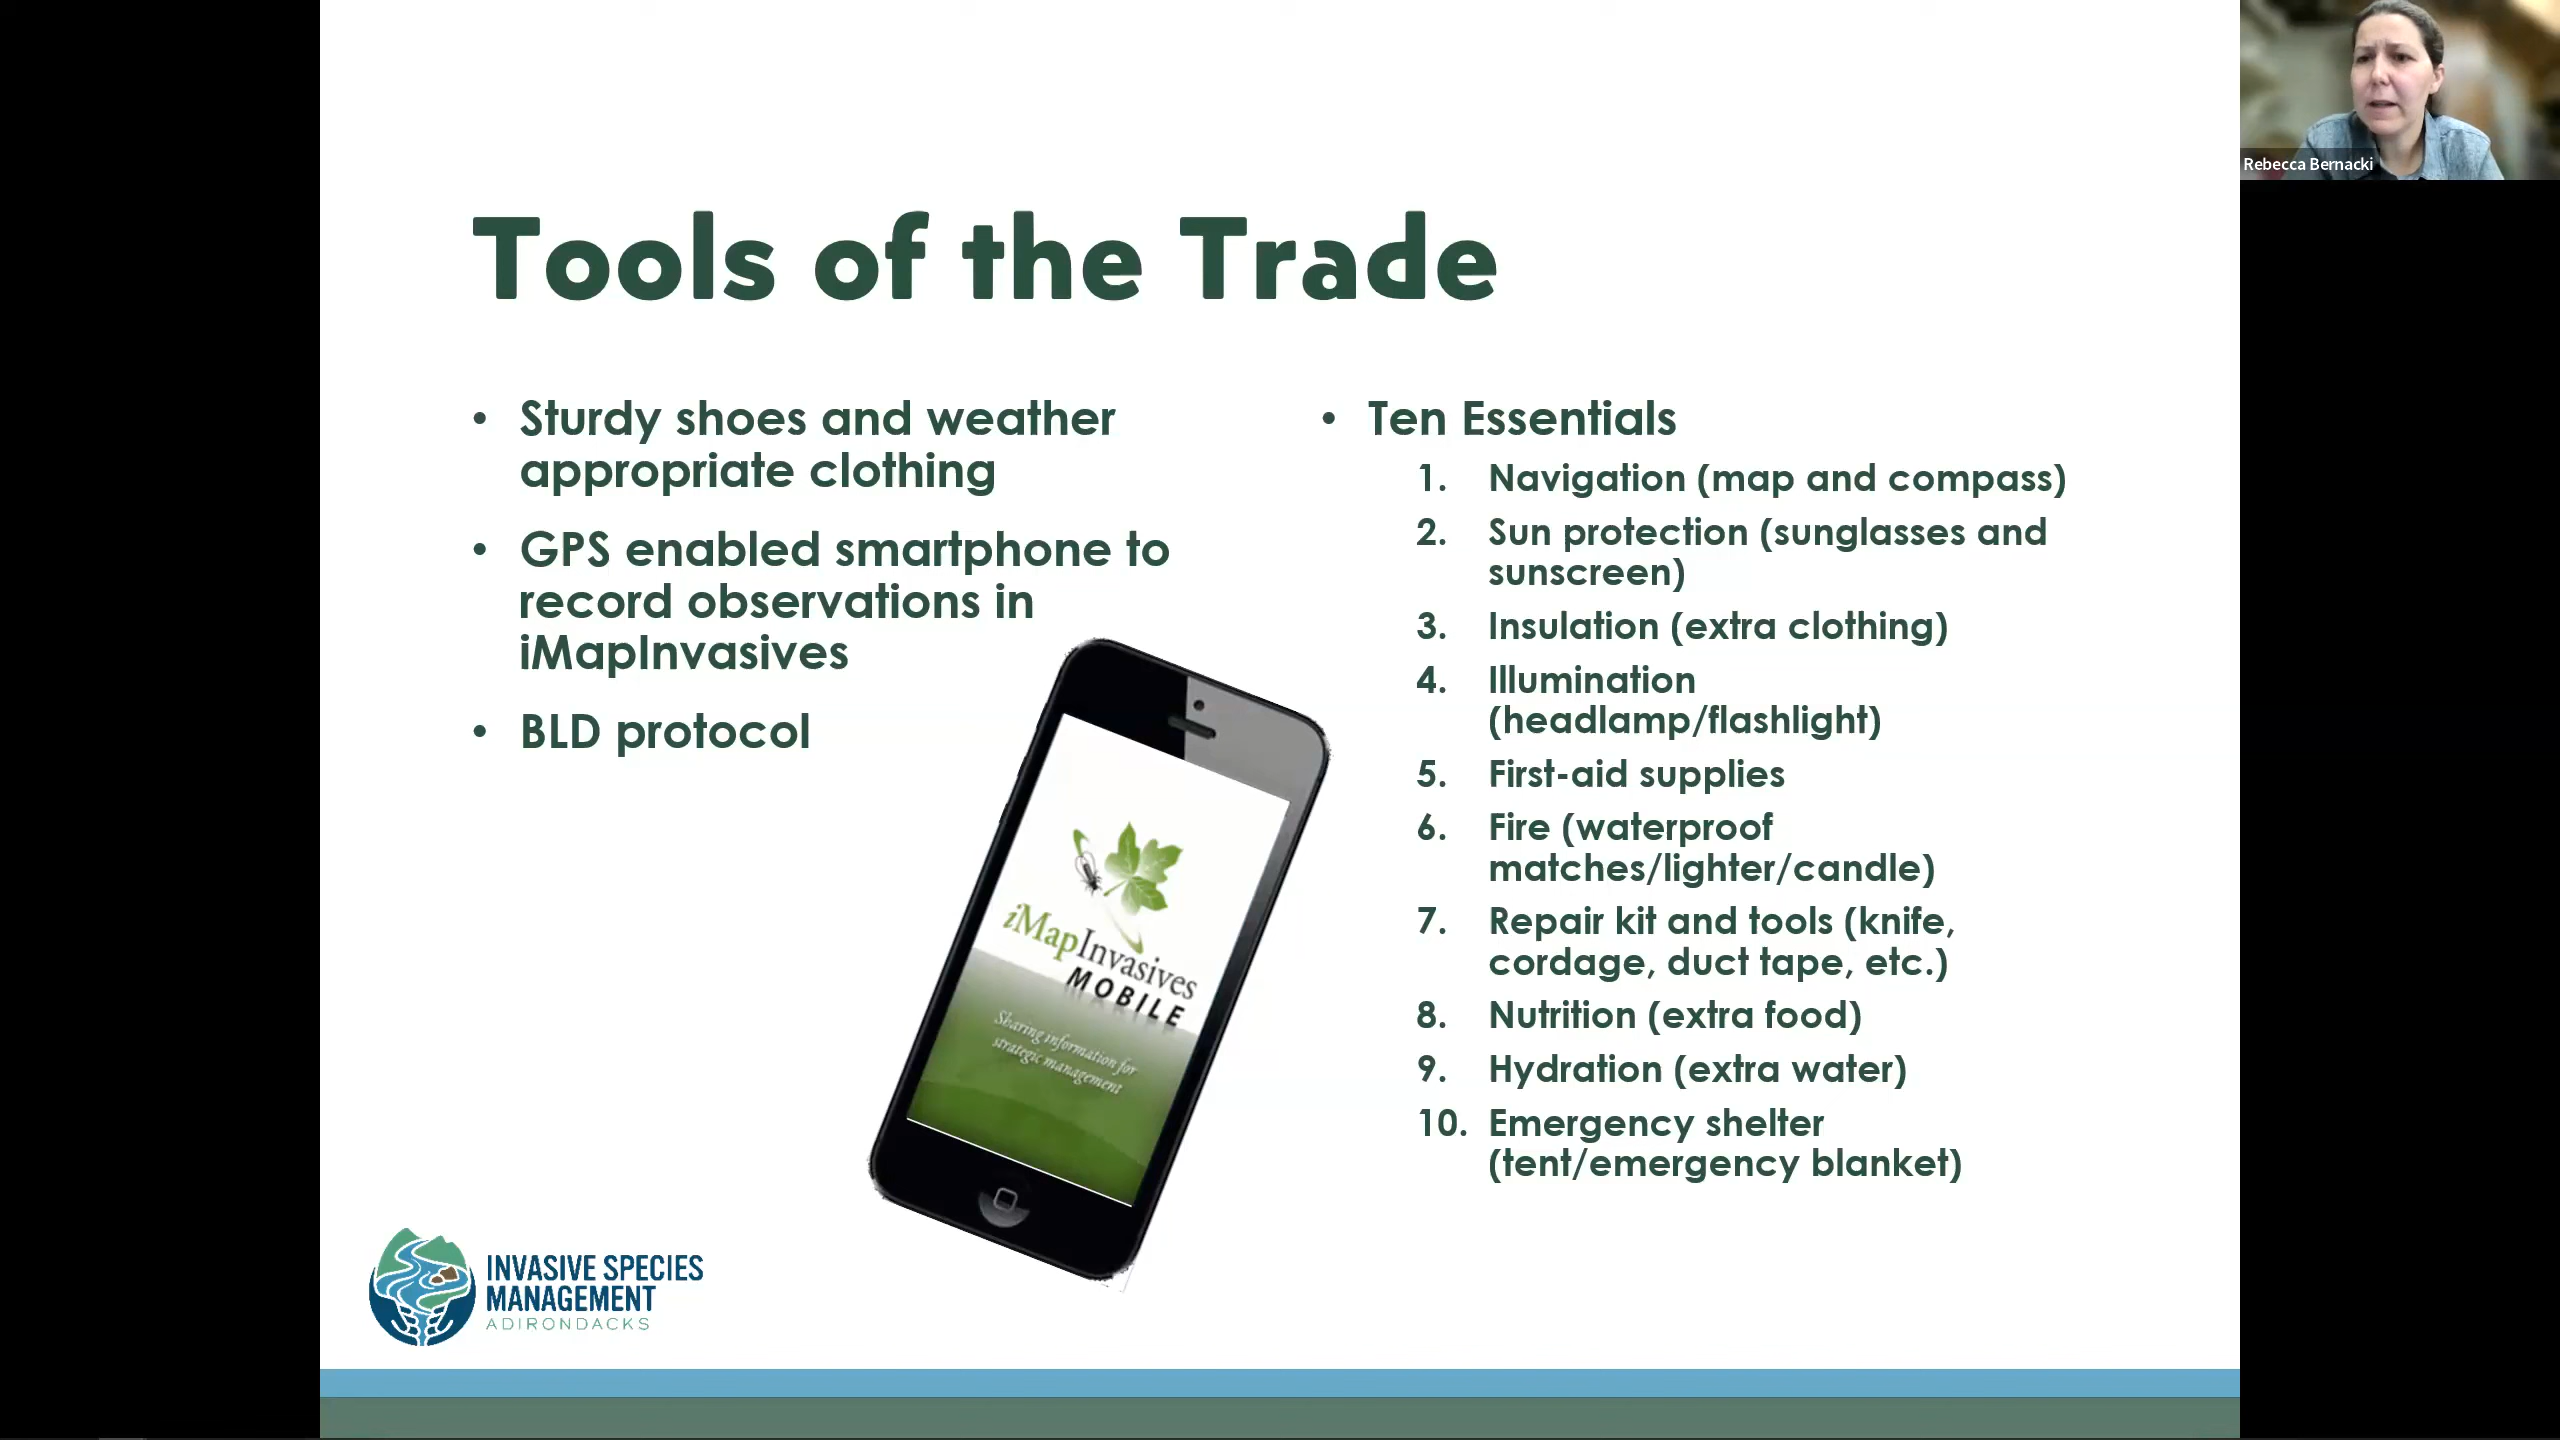 Tools of the Trade
• Sturdy shoes and weather
appropriate clothing
• GPS enabled smartphone to
record observations in
iMapInvasives
• BLD protocol
• Ten Essentials
1. Navigation (map and compass)
2. Sun protection (sunglasses and
sunscreen)
3. Insulation (extra clothing)
4. Illumination
(headlamp/flashlight)
5. First-aid supplies
6. Fire (waterproof
matches/lighter/candle)
7. Repair kit and tools (knife,
cordage, duct tape, etc.)
8. Nutrition (extra food)
9. Hydration (extra water)
10. Emergency shelter
(tent/emergency blanket)
iMapInvasives
MOBILE
Sharing information for
strategic management
INVASIVE SPECIES
MANAGEMENT
ADIRONDACKS
Rebecca Bernacki